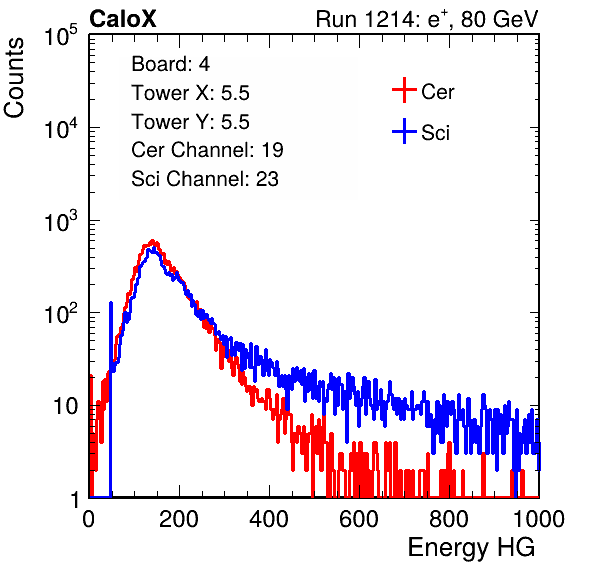 CaloX Run 1214: e⁺, 80 GeV
Counts
Board: 4
Tower X: 5.5
Tower Y: 5.5
Cer Channel: 19
Sci Channel: 23
Cer
Sci
10⁵
10⁴
10³
10²
10
1
0 200 400 600 800 1000
Energy HG